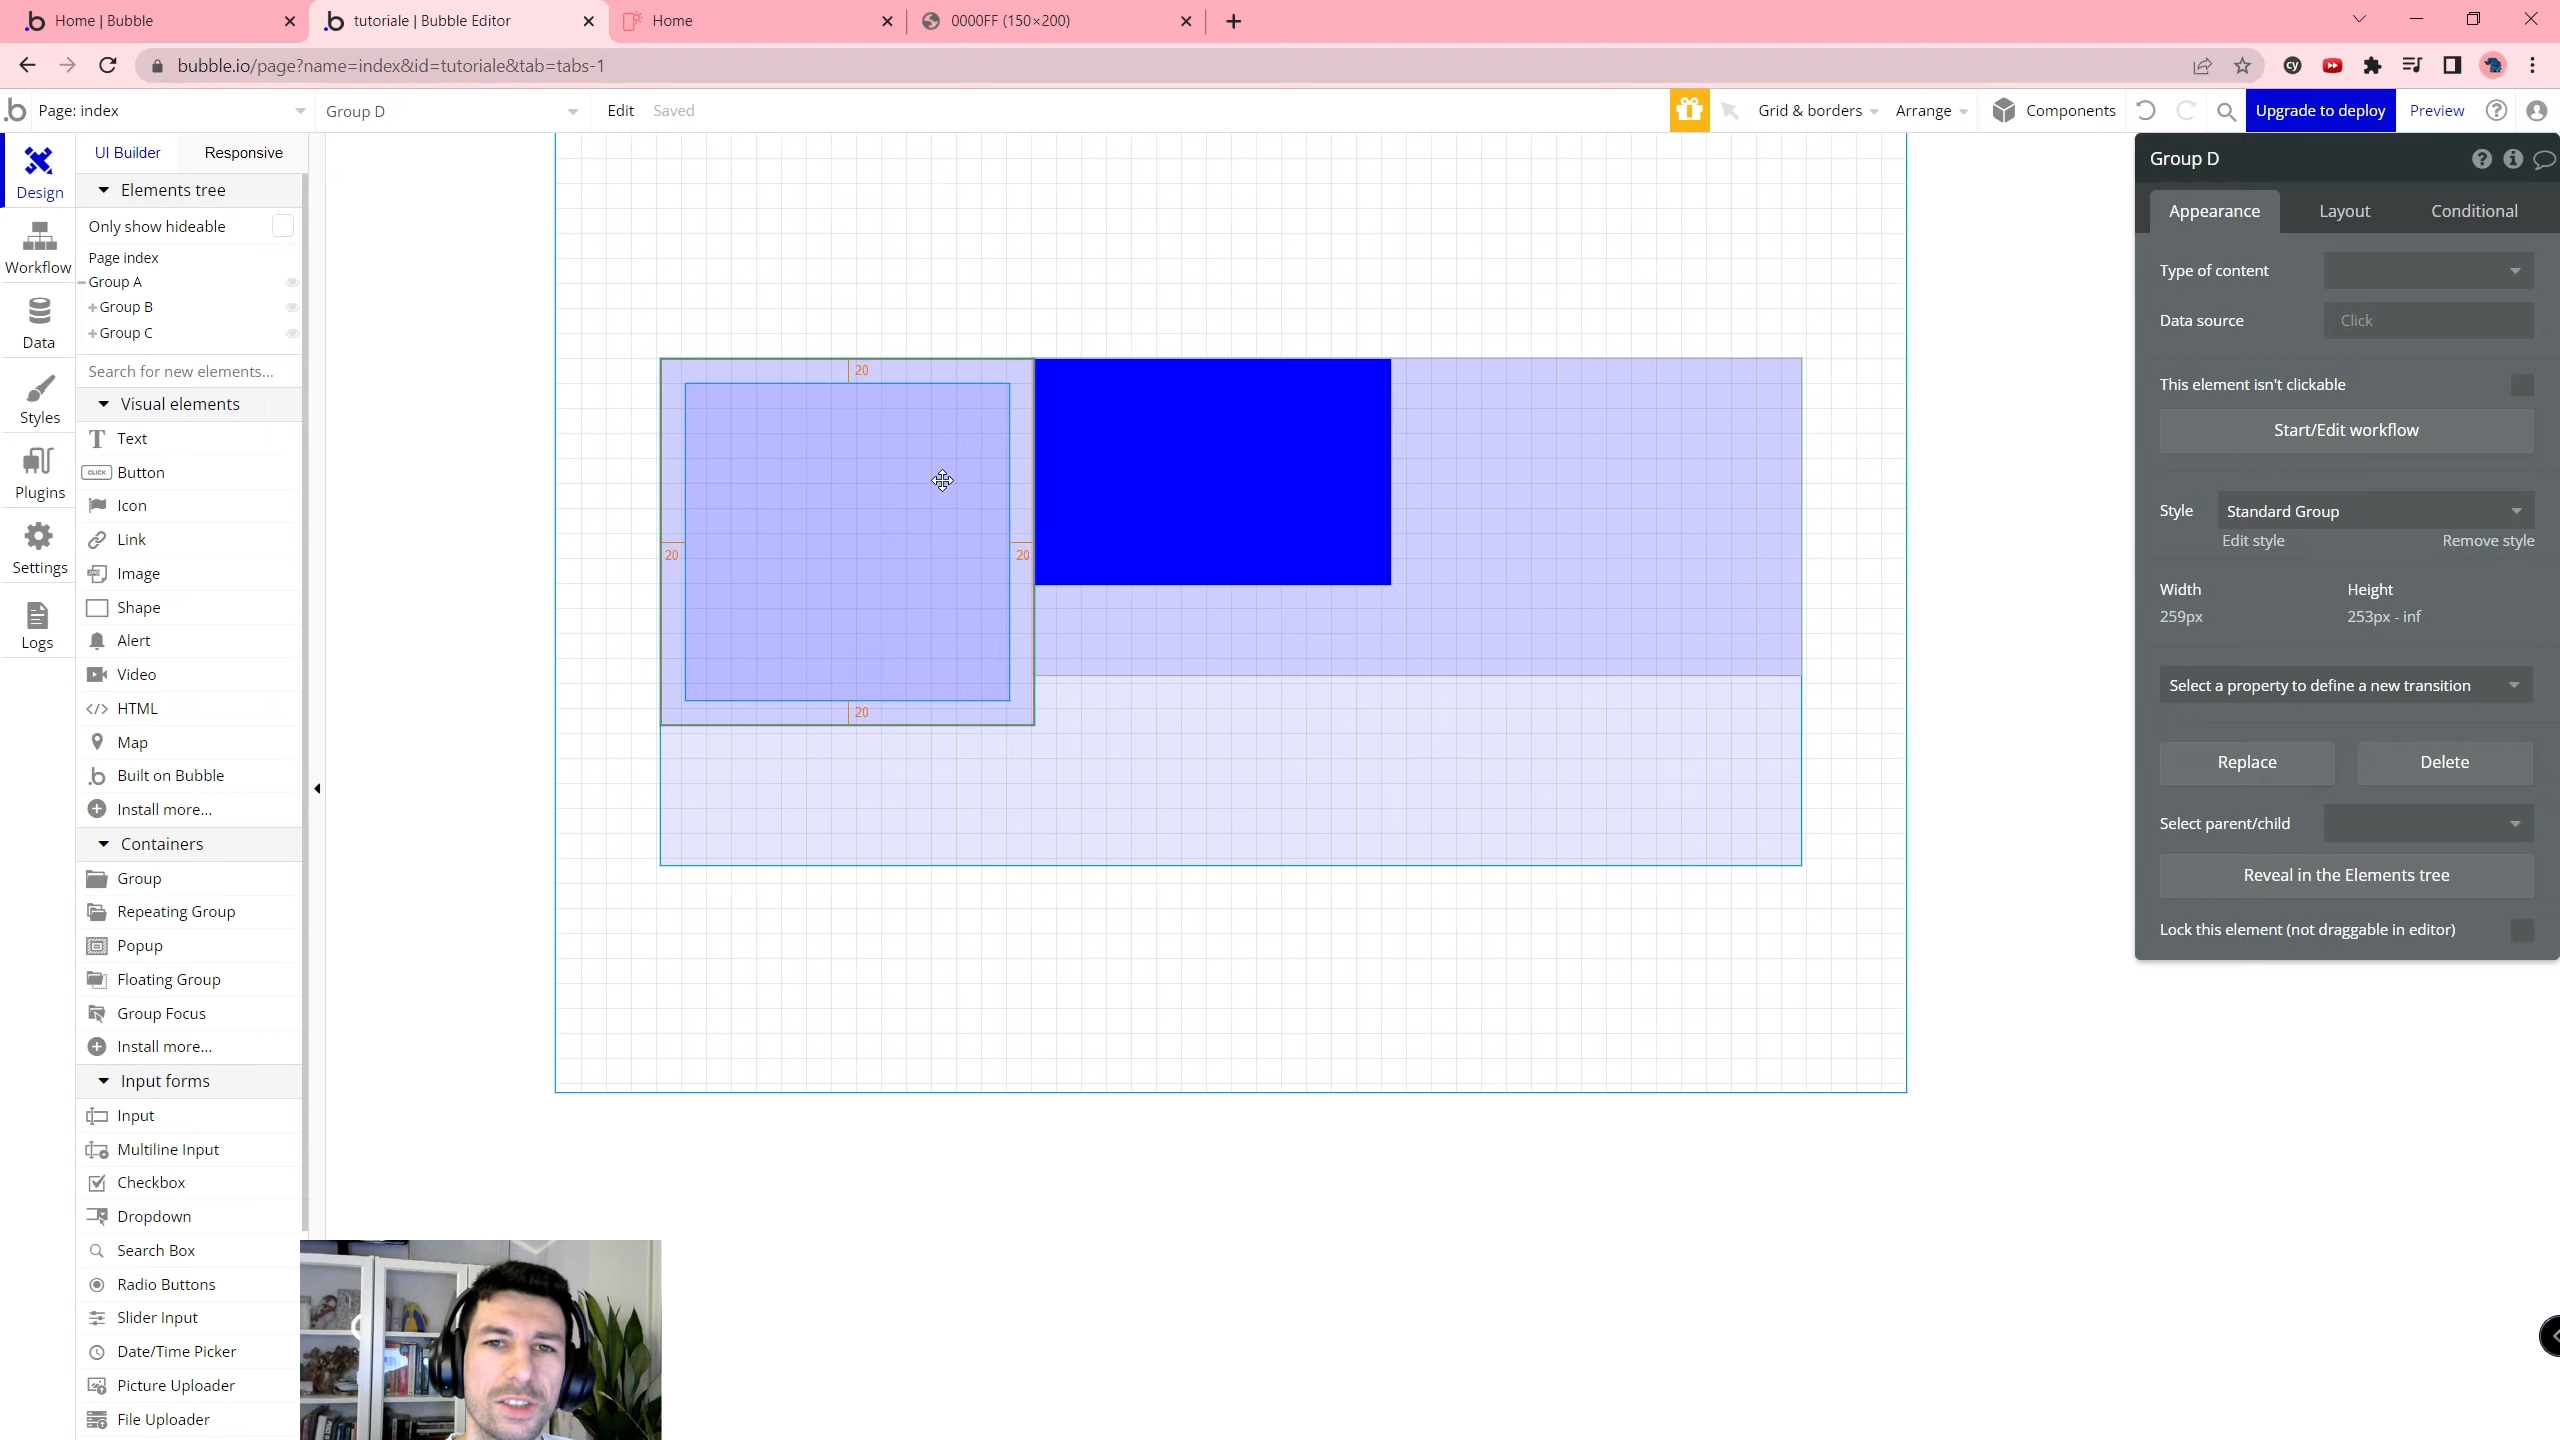 Home | Bubble
tutoriale | Bubble Editor
Home
0000FF (150×200)
bubble.io/page?name=index&id=tutoriale&tab=tabs-1
Page: index
Group D
Edit
Saved
Grid & borders
Arrange
Components
Upgrade to deploy
Preview
Design
Workflow
Data
Styles
Plugins
Settings
Logs
UI Builder
Responsive
Elements tree
Only show hideable
Page index
Group A
Group B
Group C
Search for new elements...
Visual elements
Text
CLICK Button
Icon
Link
Image
Shape
Alert
Video
HTML
Map
Built on Bubble
Install more...
Containers
Group
Repeating Group
Popup
Floating Group
Group Focus
Install more...
Input forms
Input
Multiline Input
Checkbox
Dropdown
Search Box
Radio Buttons
Slider Input
Date/Time Picker
Picture Uploader
File Uploader
20
20
20
20
Group D
Appearance
Layout
Conditional
Type of content
Data source
Click
This element isn't clickable
Start/Edit workflow
Style
Standard Group
Edit style
Remove style
Width
Height
259px
253px - inf
Select a property to define a new transition
Replace
Delete
Select parent/child
Reveal in the Elements tree
Lock this element (not draggable in editor)